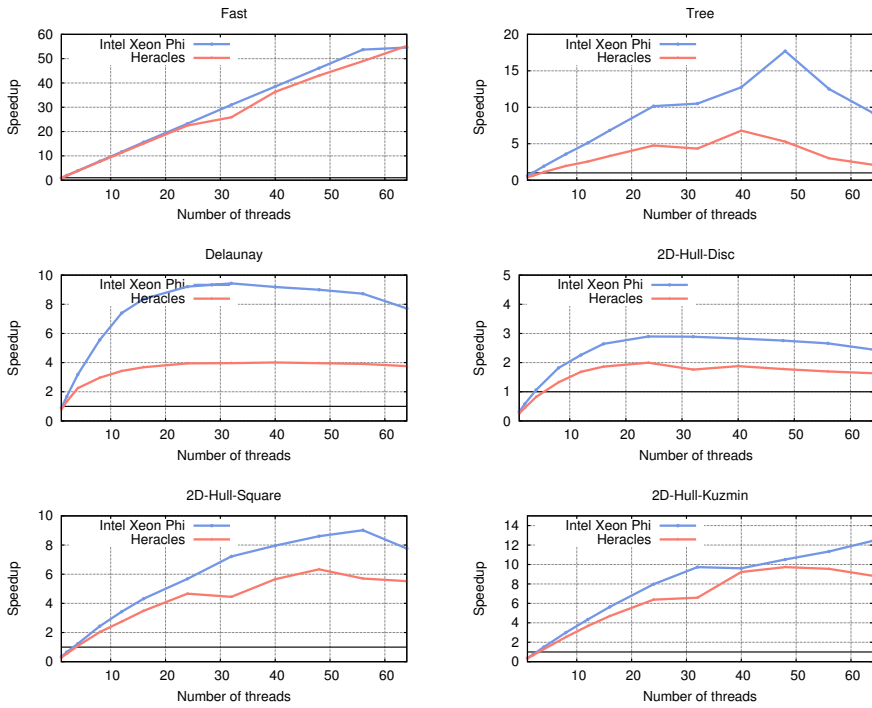 Fast
60
50
40
30
20
10
0
Speedup
Intel Xeon Phi
Heracles
10 20 30 40 50 60
Number of threads
Tree
20
15
10
5
0
Speedup
Intel Xeon Phi
Heracles
10 20 30 40 50 60
Number of threads
Delaunay
10
8
6
4
2
0
Speedup
Intel Xeon Phi
Heracles
10 20 30 40 50 60
Number of threads
2D-Hull-Disc
5
4
3
2
1
0
Speedup
Intel Xeon Phi
Heracles
10 20 30 40 50 60
Number of threads
2D-Hull-Square
10
8
6
4
2
0
Speedup
Intel Xeon Phi
Heracles
10 20 30 40 50 60
Number of threads
2D-Hull-Kuzmin
14
12
10
8
6
4
2
0
Speedup
Intel Xeon Phi
Heracles
10 20 30 40 50 60
Number of threads